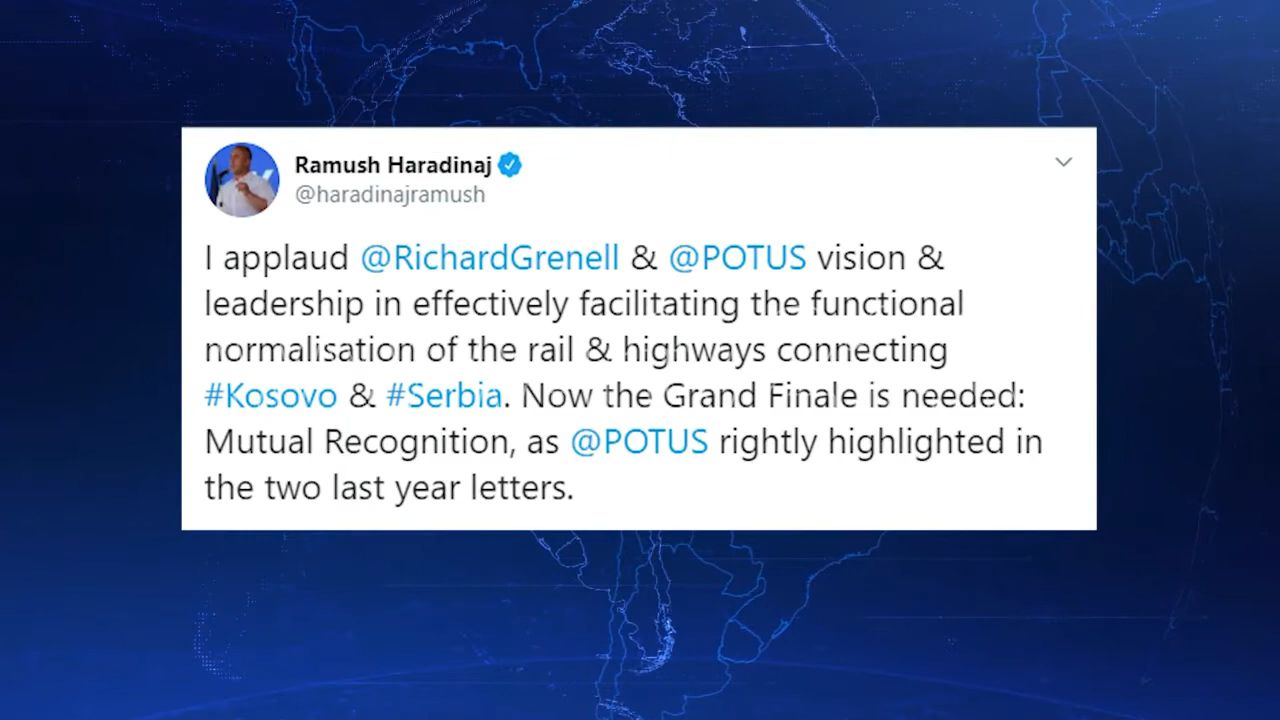 Ramush Haradinaj
@haradinajramush
I applaud @RichardGrenell & @POTUS vision &
leadership in effectively facilitating the functional
normalisation of the rail & highways connecting
#Kosovo & #Serbia. Now the Grand Finale is needed:
Mutual Recognition, as @POTUS rightly highlighted in
the two last year letters.